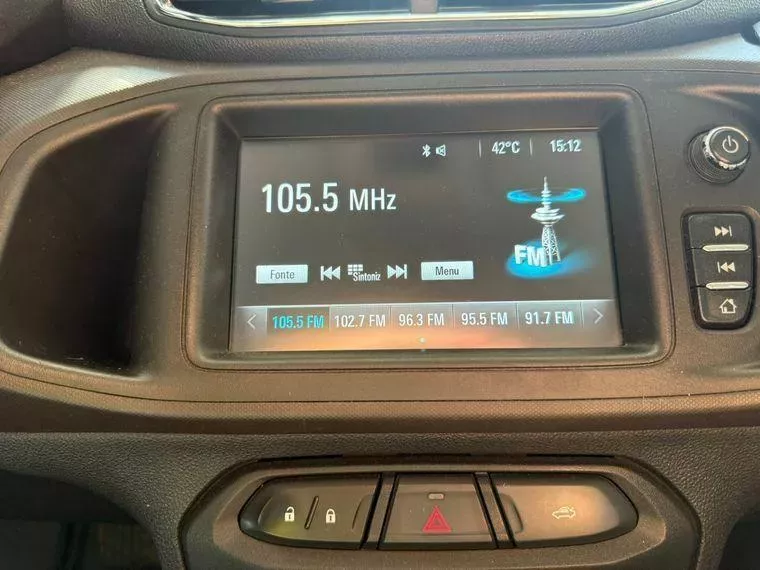 42°C 15:12
105.5 MHz
FM
Fonte Sintoniz Menu
105.5 FM 102.7 FM 96.3 FM 95.5 FM 91.7 FM